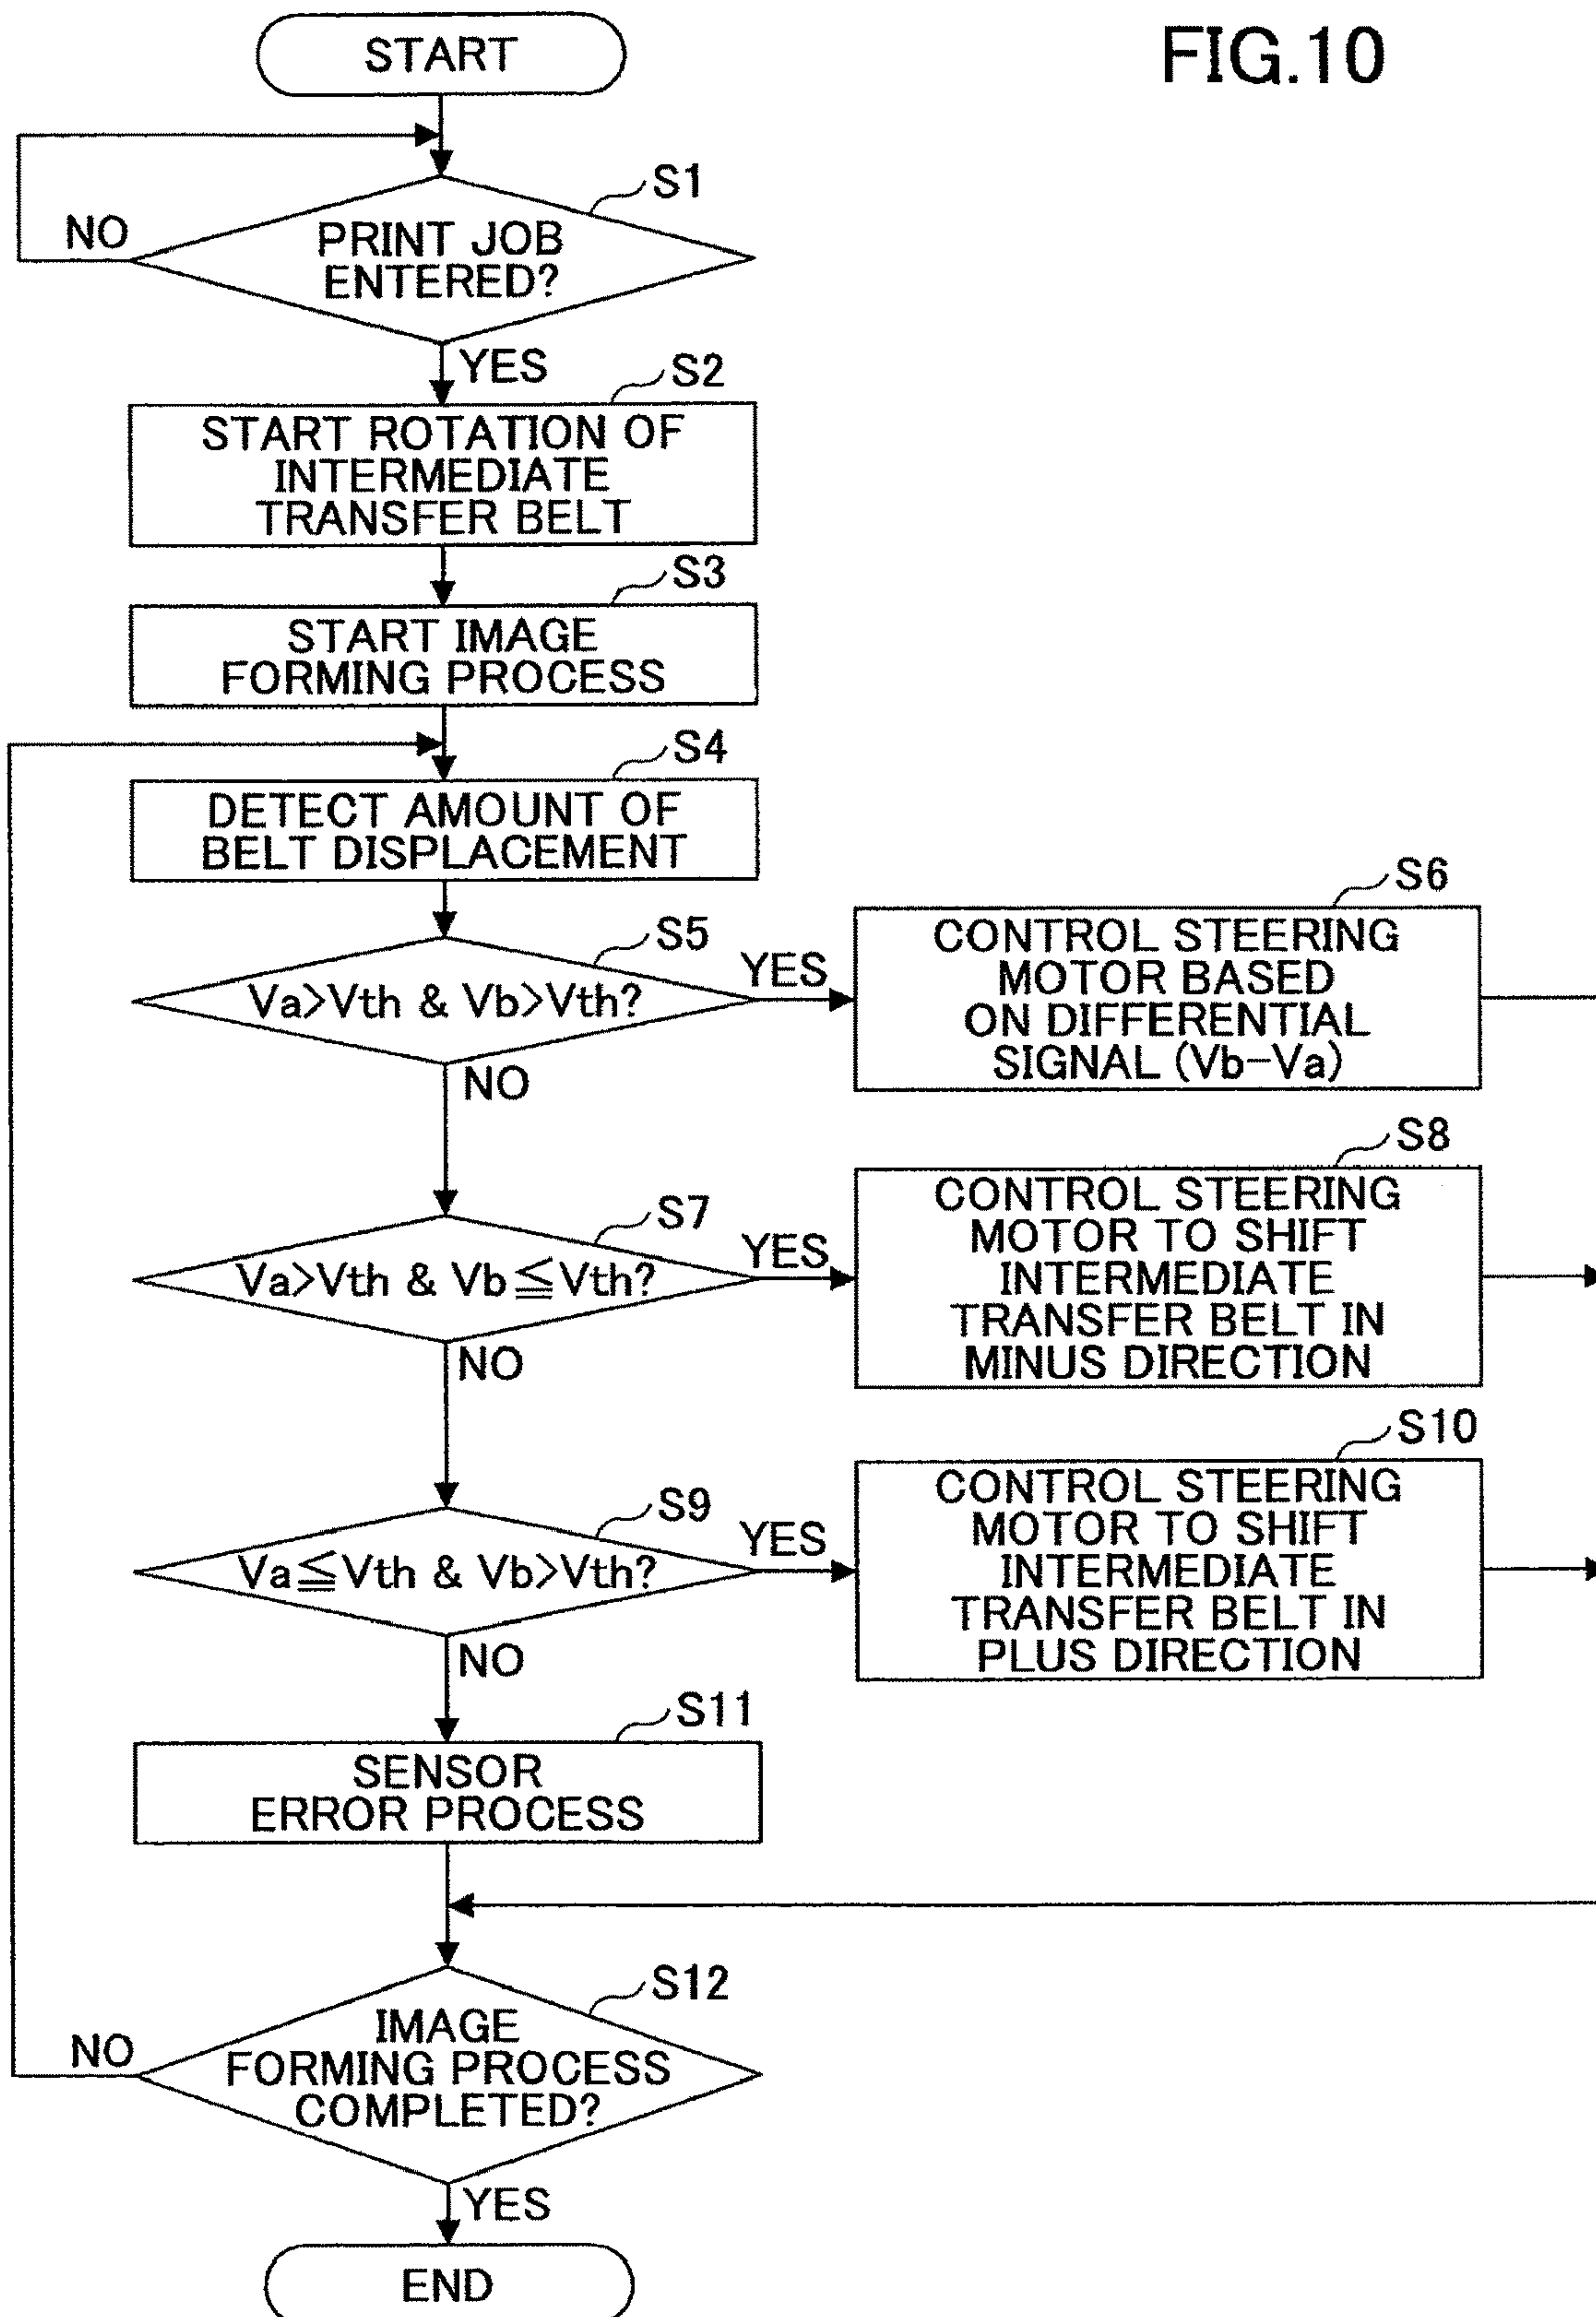 FIG.10
START
S1
PRINT JOB
ENTERED?
NO
YES
S2
START ROTATION OF
INTERMEDIATE
TRANSFER BELT
S3
START IMAGE
FORMING PROCESS
S4
DETECT AMOUNT OF
BELT DISPLACEMENT
S5
Va>Vth & Vb>Vth?
YES
NO
S6
CONTROL STEERING
MOTOR BASED
ON DIFFERENTIAL
SIGNAL (Vb-Va)
S7
Va>Vth & Vb≦Vth?
YES
NO
S8
CONTROL STEERING
MOTOR TO SHIFT
INTERMEDIATE
TRANSFER BELT IN
MINUS DIRECTION
S9
Va≦Vth & Vb>Vth?
YES
NO
S10
CONTROL STEERING
MOTOR TO SHIFT
INTERMEDIATE
TRANSFER BELT IN
PLUS DIRECTION
S11
SENSOR
ERROR PROCESS
S12
IMAGE
FORMING PROCESS
COMPLETED?
NO
YES
END